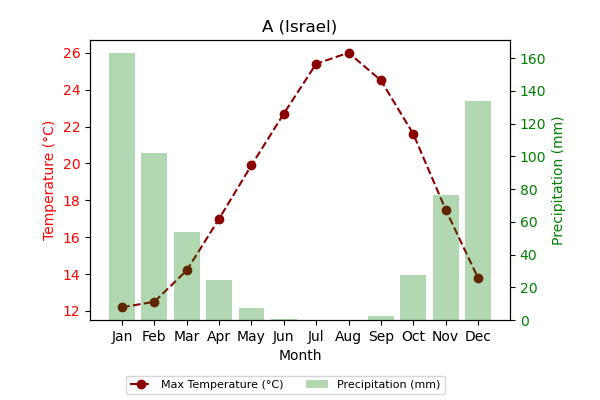 A (Israel)
26
24
22
20
18
16
14
12
Temperature (°C)
160
140
120
100
80
60
40
20
0
Precipitation (mm)
Jan Feb Mar Apr May Jun Jul Aug Sep Oct Nov Dec
Month
Max Temperature (°C) Precipitation (mm)